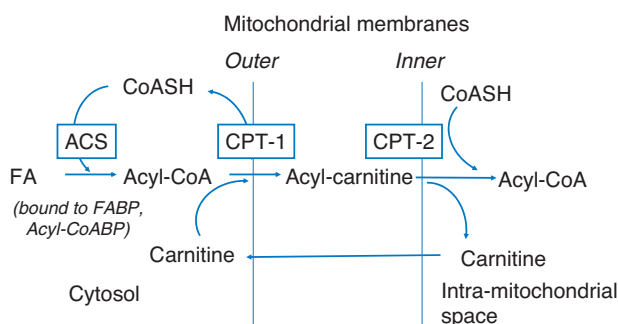 Mitochondrial membranes
Outer
Inner
CoASH
CoASH
ACS
CPT-1
CPT-2
FA
Acyl-CoA
Acyl-carnitine
Acyl-CoA
(bound to FABP,
Acyl-CoABP)
Carnitine
Carnitine
Cytosol
Intra-mitochondrial
space